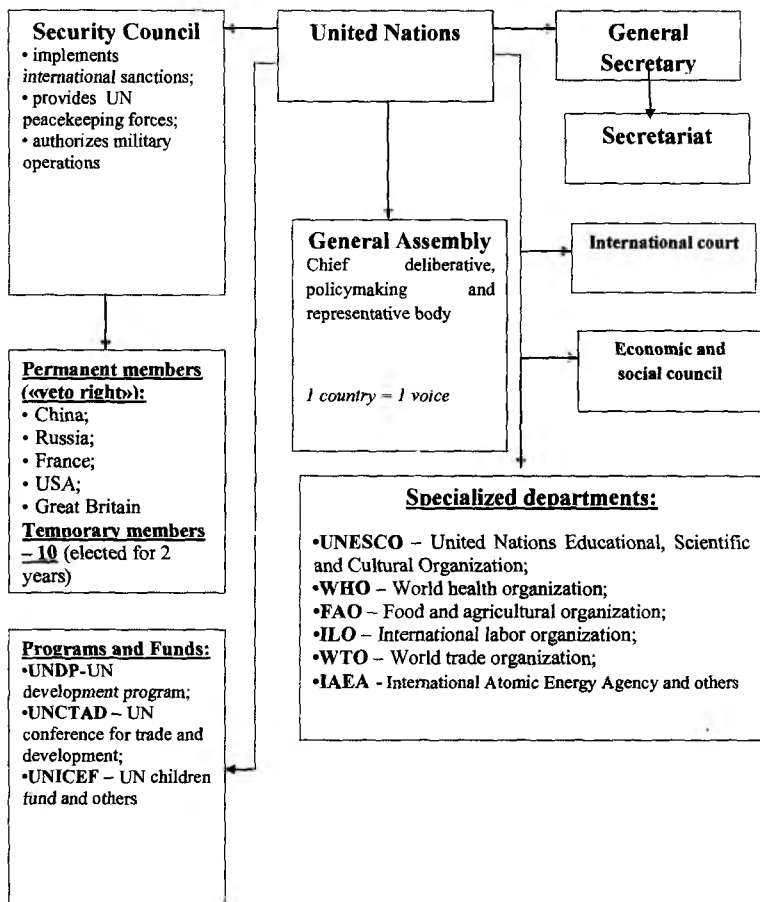 Security Council
• implements
international sanctions;
• provides UN
peacekeeping forces;
• authorizes military
operations
United Nations
General
Secretary
Secretariat
General Assembly
Chief deliberative,
policymaking and
representative body
1 country = 1 voice
International court
Economic and
social council
Permanent members
(«veto right»):
• China;
• Russia;
• France;
• USA;
• Great Britain
Temporary members
– 10 (elected for 2
years)
Specialized departments:
•UNESCO – United Nations Educational, Scientific
and Cultural Organization;
•WHO – World health organization;
•FAO – Food and agricultural organization;
•ILO – International labor organization;
•WTO – World trade organization;
•IAEA - International Atomic Energy Agency and others
Programs and Funds:
•UNDP-UN
development program;
•UNCTAD – UN
conference for trade and
development;
•UNICEF – UN children
fund and others